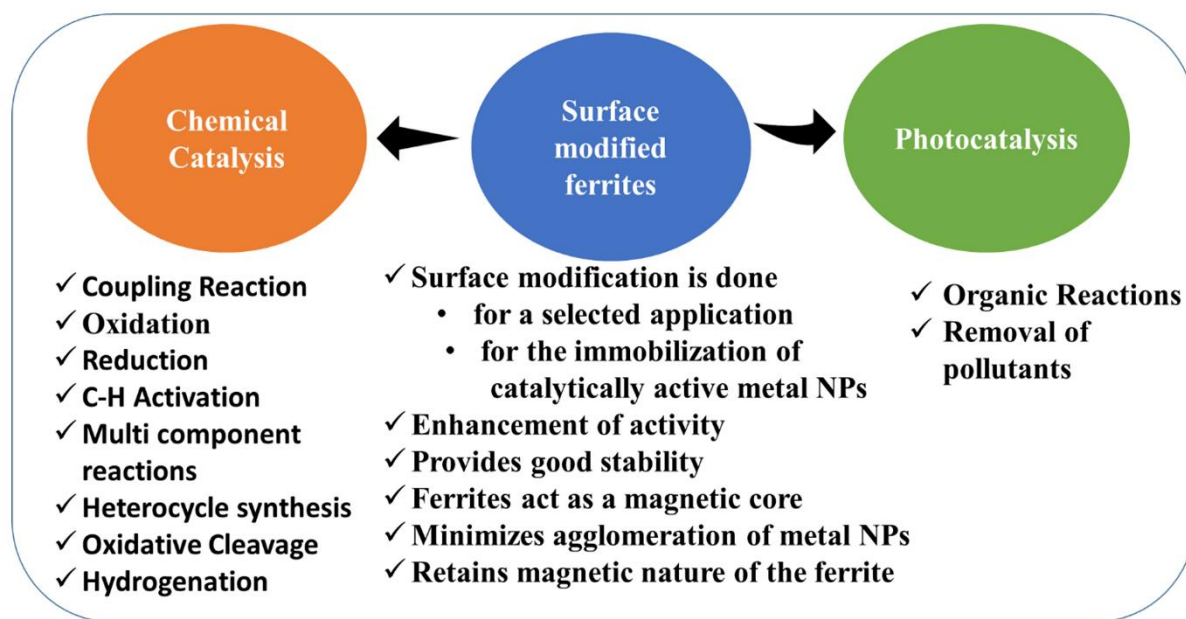 Chemical
Catalysis
Surface
modified
ferrites
Photocatalysis
✓ Coupling Reaction
✓ Oxidation
✓ Reduction
✓ C-H Activation
✓ Multi component
reactions
✓ Heterocycle synthesis
✓ Oxidative Cleavage
✓ Hydrogenation
✓ Surface modification is done
• for a selected application
• for the immobilization of
catalytically active metal NPs
✓ Enhancement of activity
✓ Provides good stability
✓ Ferrites act as a magnetic core
✓ Minimizes agglomeration of metal NPs
✓ Retains magnetic nature of the ferrite
✓ Organic Reactions
✓ Removal of
pollutants